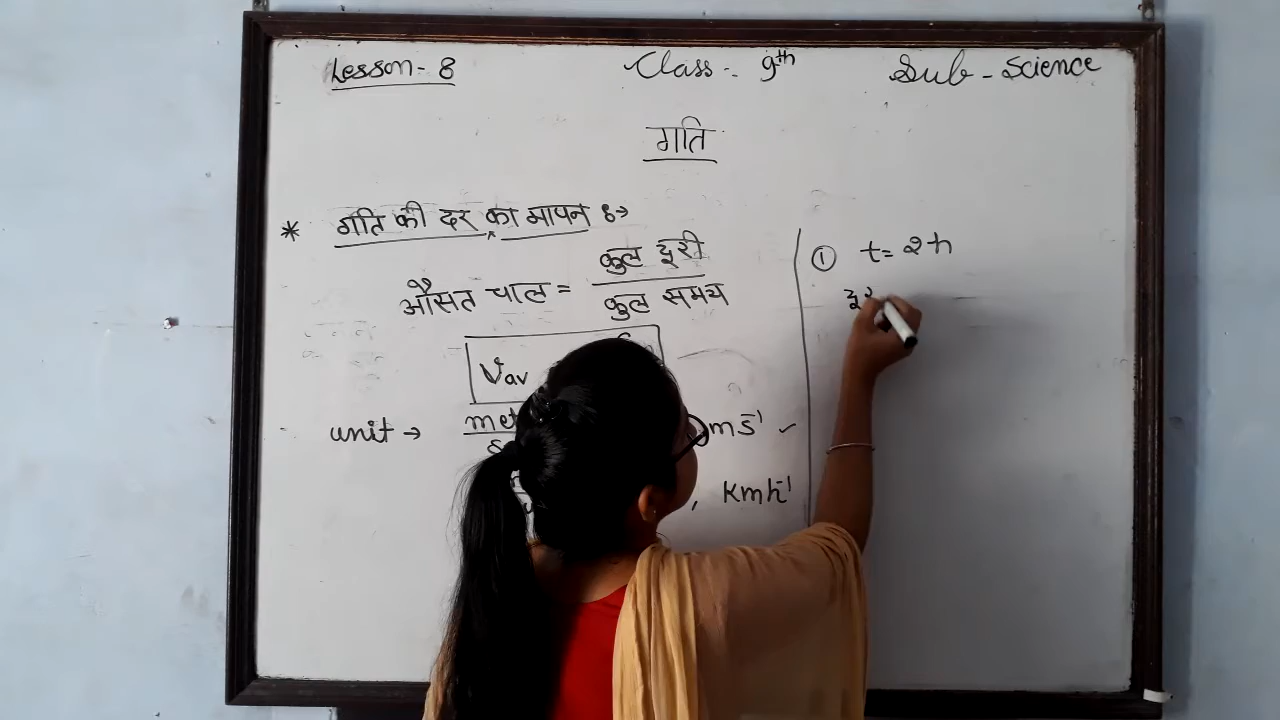 Lesson - 8 Class - 9th Sub - Science
गति
* गति की दर का मापन :→
औसत चाल = कुल दूरी / कुल समय
Vav
unit → ms⁻¹ ✓
, Kmh⁻¹
① t = 2h